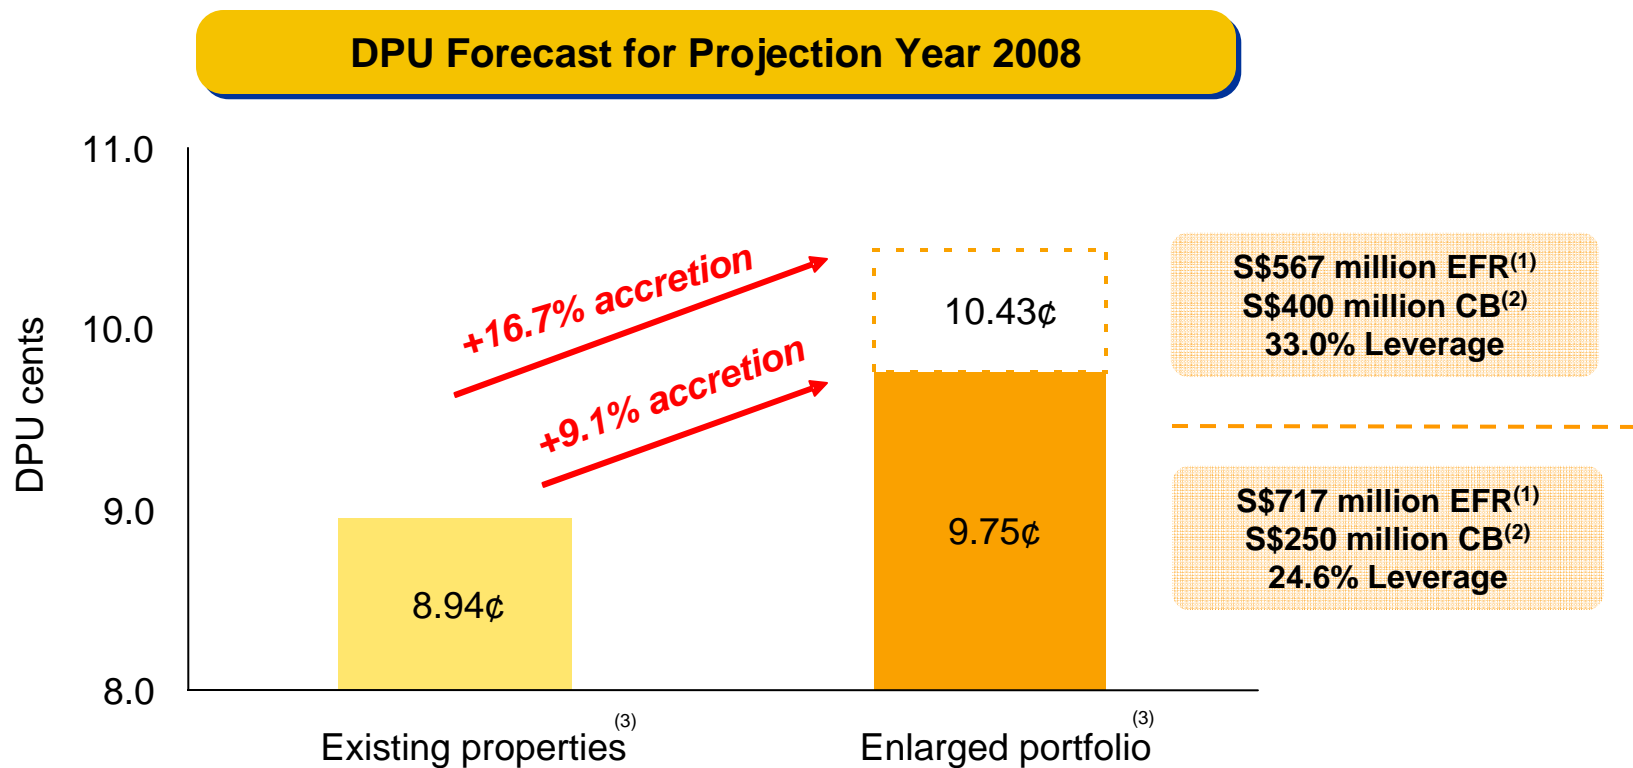 DPU Forecast for Projection Year 2008
11.0
10.0
9.0
8.0
DPU cents
+16.7% accretion
+9.1% accretion
8.94¢
10.43¢
9.75¢
S$567 million EFR(1)
S$400 million CB(2)
33.0% Leverage
S$717 million EFR(1)
S$250 million CB(2)
24.6% Leverage
Existing properties(3)
Enlarged portfolio(3)